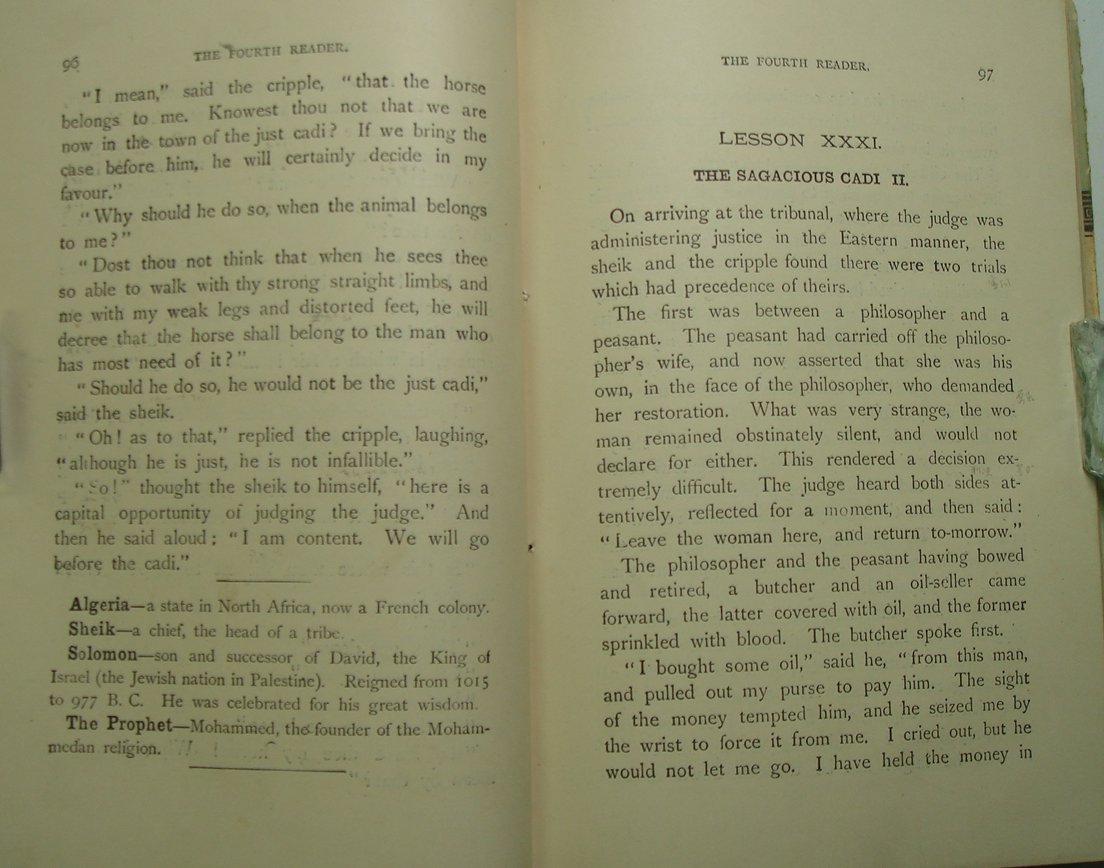 96
THE FOURTH READER.
"I mean," said the cripple, "that the horse
belongs to me. Knowest thou not that we are
now in the town of the just cadi? If we bring the
case before him, he will certainly decide in my
favour."
"Why should he do so, when the animal belongs
to me?"
"Dost thou not think that when he sees thee
so able to walk with thy strong straight limbs, and
me with my weak legs and distorted feet, he will
decree that the horse shall belong to the man who
has most need of it?"
"Should he do so, he would not be the just cadi,"
said the sheik.
"Oh! as to that," replied the cripple, laughing,
"although he is just, he is not infallible."
"So!" thought the sheik to himself, "here is a
capital opportunity of judging the judge." And
then he said aloud; "I am content. We will go
before the cadi."
Algeria—a state in North Africa, now a French colony.
Sheik—a chief, the head of a tribe.
Solomon—son and successor of David, the King of
Israel (the Jewish nation in Palestine). Reigned from 1015
to 977 B. C. He was celebrated for his great wisdom.
The Prophet—Mohammed, the founder of the Moham-
medan religion.
THE FOURTH READER.
97
LESSON XXXI.
THE SAGACIOUS CADI II.
On arriving at the tribunal, where the judge was
administering justice in the Eastern manner, the
sheik and the cripple found there were two trials
which had precedence of theirs.
The first was between a philosopher and a
peasant. The peasant had carried off the philoso-
pher's wife, and now asserted that she was his
own, in the face of the philosopher, who demanded
her restoration. What was very strange, the wo-
man remained obstinately silent, and would not
declare for either. This rendered a decision ex-
tremely difficult. The judge heard both sides at-
tentively, reflected for a moment, and then said:
"Leave the woman here, and return to-morrow."
The philosopher and the peasant having bowed
and retired, a butcher and an oil-seller came
forward, the latter covered with oil, and the former
sprinkled with blood. The butcher spoke first.
"I bought some oil," said he, "from this man,
and pulled out my purse to pay him. The sight
of the money tempted him, and he seized me by
the wrist to force it from me. I cried out, but he
would not let me go. I have held the money in